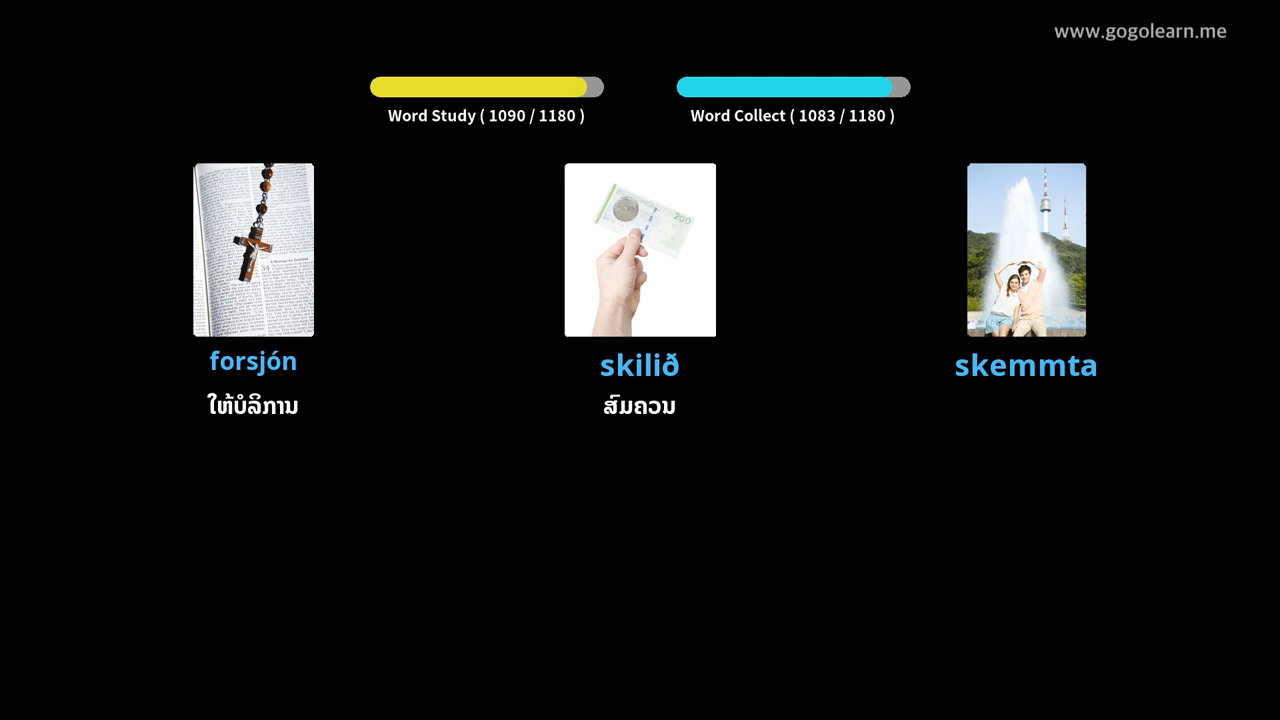 www.gogolearn.me
Word Study ( 1090 / 1180 )
Word Collect ( 1083 / 1180 )
200
forsjón
skilið
skemmta
ໃຫ້ບໍລິການ
ສົມຄວນ